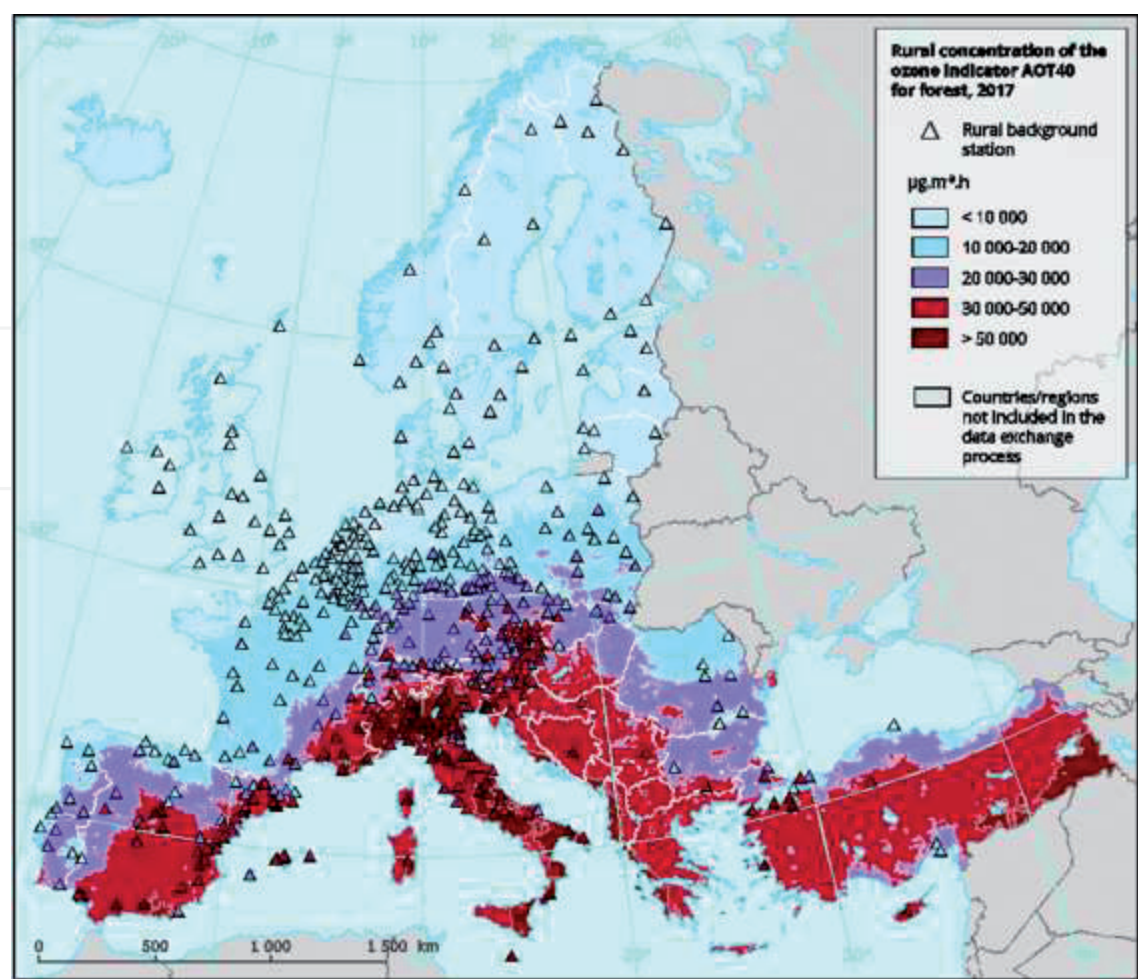 Rural concentration of the
ozone indicator AOT40
for forest, 2017
Rural background
station
µg.m⁻³.h
< 10 000
10 000-20 000
20 000-30 000
30 000-50 000
> 50 000
Countries/regions
not included in the
data exchange
process
0 500 1 000 1 500 km